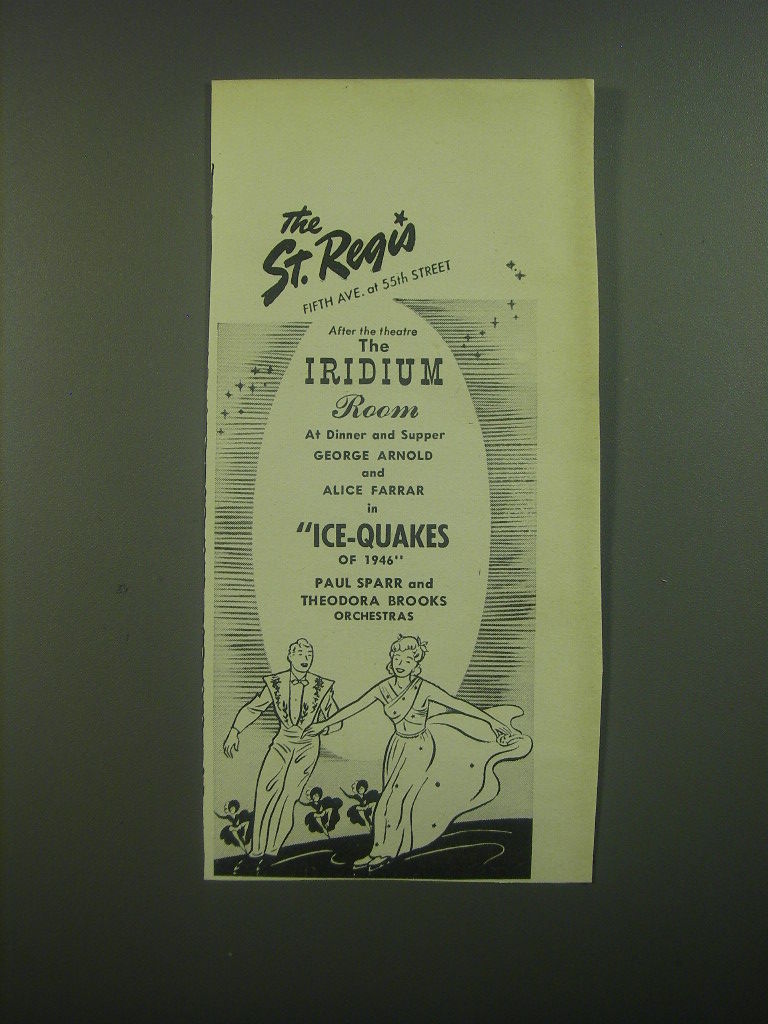 The
St. Regis
FIFTH AVE. at 55th STREET
After the theatre
The
IRIDIUM
Room
At Dinner and Supper
GEORGE ARNOLD
and
ALICE FARRAR
in
"ICE-QUAKES
OF 1946"
PAUL SPARR and
THEODORA BROOKS
ORCHESTRAS